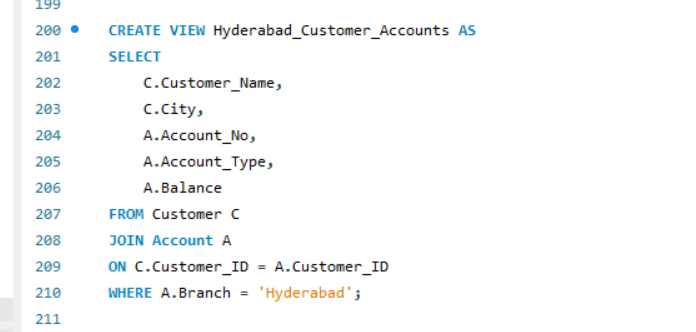 199
200 CREATE VIEW Hyderabad_Customer_Accounts AS
201 SELECT
202 C.Customer_Name,
203 C.City,
204 A.Account_No,
205 A.Account_Type,
206 A.Balance
207 FROM Customer C
208 JOIN Account A
209 ON C.Customer_ID = A.Customer_ID
210 WHERE A.Branch = 'Hyderabad';
211